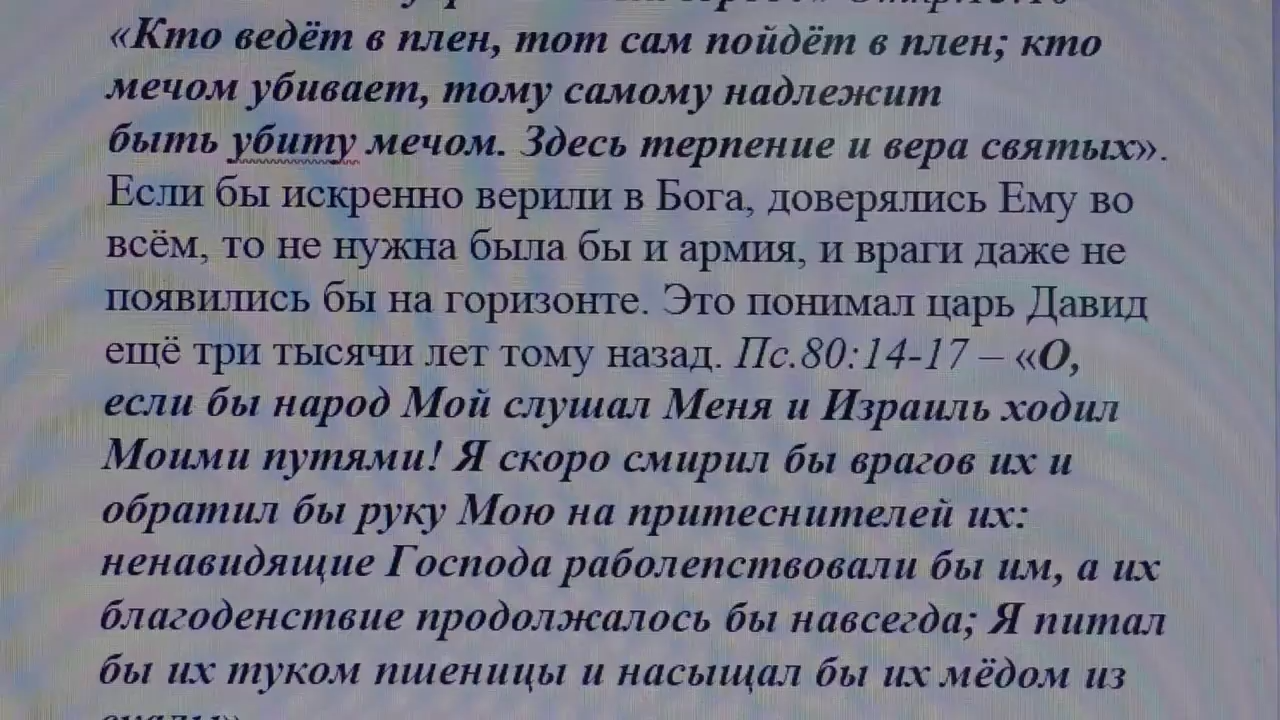 «Кто ведёт в плен, тот сам пойдёт в плен; кто
мечом убивает, тому самому надлежит
быть убиту мечом. Здесь терпение и вера святых».
Если бы искренно верили в Бога, доверялись Ему во
всём, то не нужна была бы и армия, и враги даже не
появились бы на горизонте. Это понимал царь Давид
ещё три тысячи лет тому назад. Пс.80:14-17 – «О,
если бы народ Мой слушал Меня и Израиль ходил
Моими путями! Я скоро смирил бы врагов их и
обратил бы руку Мою на притеснителей их:
ненавидящие Господа раболепствовали бы им, а их
благоденствие продолжалось бы навсегда; Я питал
бы их туком пшеницы и насыщал бы их мёдом из